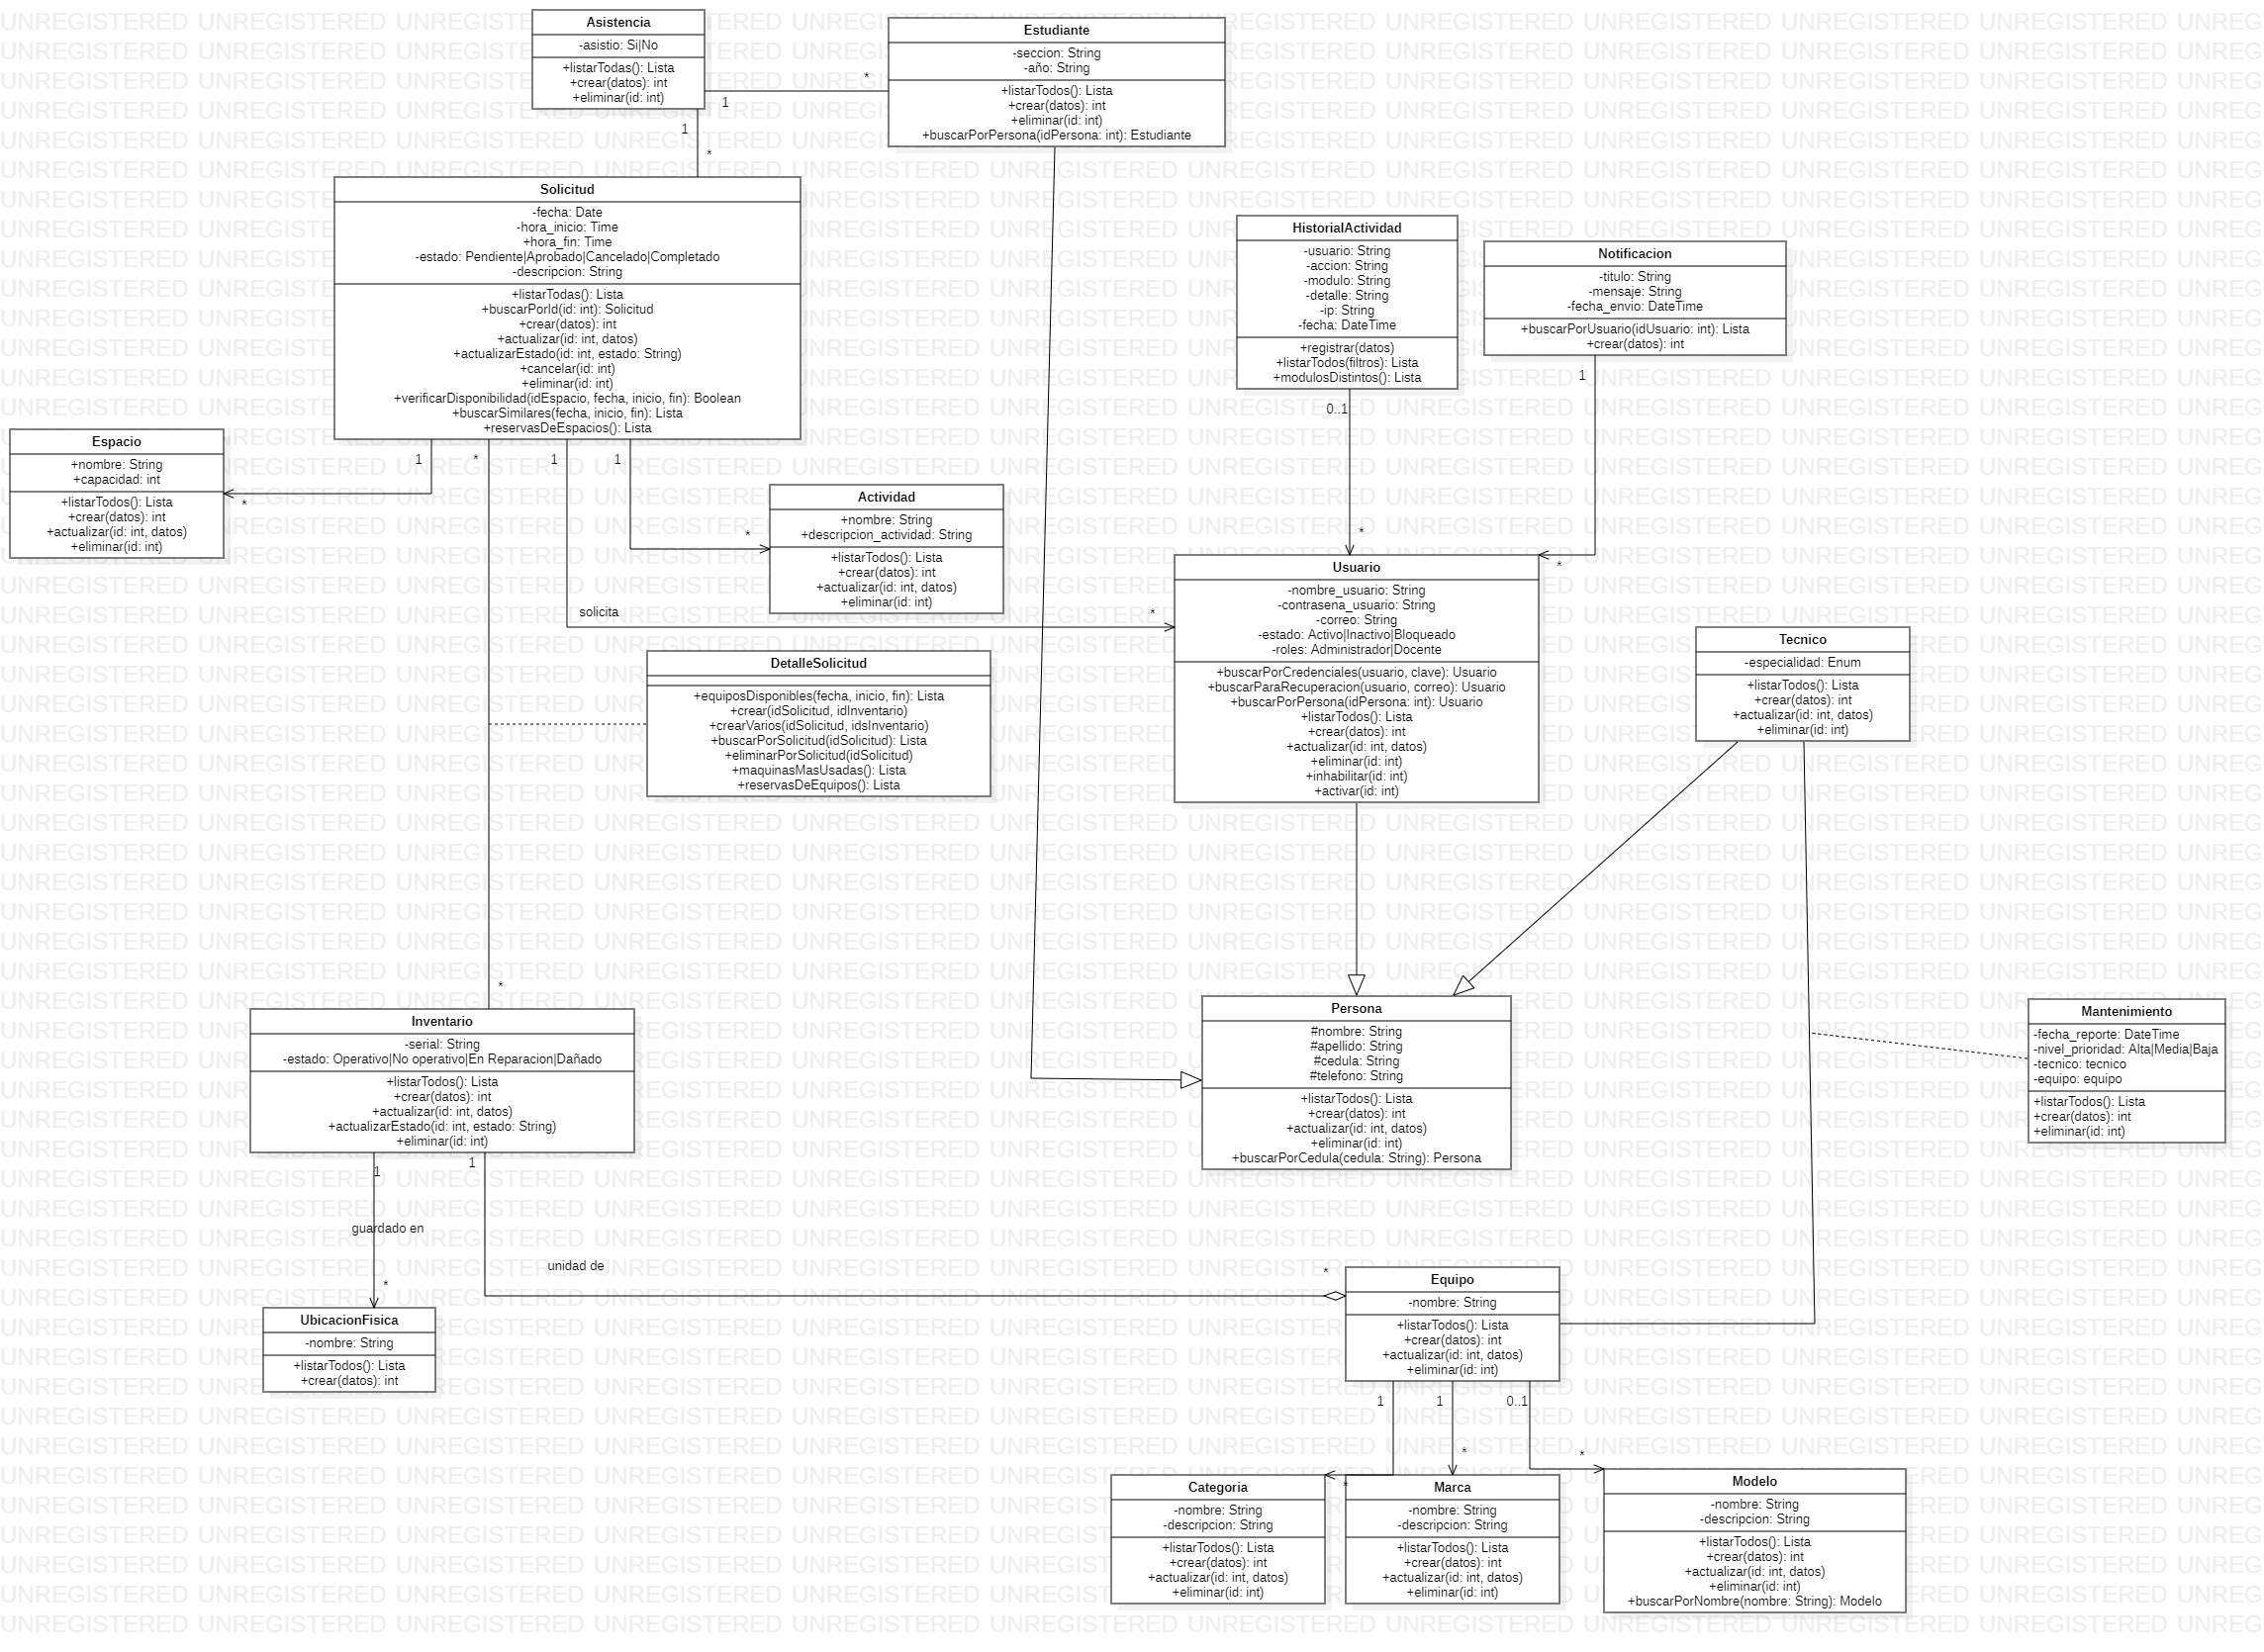 Asistencia
-asistio: Si|No
+listarTodas(): Lista
+crear(datos): int
+eliminar(id: int)
Estudiante
-seccion: String
-año: String
+listarTodos(): Lista
+crear(datos): int
+eliminar(id: int)
+buscarPorPersona(idPersona: int): Estudiante
*
1
1
*
Solicitud
-fecha: Date
-hora_inicio: Time
+hora_fin: Time
-estado: Pendiente|Aprobado|Cancelado|Completado
-descripcion: String
+listarTodas(): Lista
+buscarPorId(id: int): Solicitud
+crear(datos): int
+actualizar(id: int, datos)
+actualizarEstado(id: int, estado: String)
+cancelar(id: int)
+eliminar(id: int)
+verificarDisponibilidad(idEspacio, fecha, inicio, fin): Boolean
+buscarSimilares(fecha, inicio, fin): Lista
+reservasDeEspacios(): Lista
HistorialActividad
-usuario: String
-accion: String
-modulo: String
-detalle: String
-ip: String
-fecha: DateTime
+registrar(datos)
+listarTodos(filtros): Lista
+modulosDistintos(): Lista
0..1
*
Notificacion
-titulo: String
-mensaje: String
-fecha_envio: DateTime
+buscarPorUsuario(idUsuario: int): Lista
+crear(datos): int
1
*
Espacio
+nombre: String
+capacidad: int
+listarTodos(): Lista
+crear(datos): int
+actualizar(id: int, datos)
+eliminar(id: int)
1
*
*
1
1
*
Actividad
+nombre: String
+descripcion_actividad: String
+listarTodos(): Lista
+crear(datos): int
+actualizar(id: int, datos)
+eliminar(id: int)
solicita
*
Usuario
-nombre_usuario: String
-contrasena_usuario: String
-correo: String
-estado: Activo|Inactivo|Bloqueado
-roles: Administrador|Docente
+buscarPorCredenciales(usuario, clave): Usuario
+buscarParaRecuperacion(usuario, correo): Usuario
+buscarPorPersona(idPersona: int): Usuario
+listarTodos(): Lista
+crear(datos): int
+actualizar(id: int, datos)
+eliminar(id: int)
+inhabilitar(id: int)
+activar(id: int)
Tecnico
-especialidad: Enum
+listarTodos(): Lista
+crear(datos): int
+actualizar(id: int, datos)
+eliminar(id: int)
DetalleSolicitud
+equiposDisponibles(fecha, inicio, fin): Lista
+crear(idSolicitud, idInventario)
+crearVarios(idSolicitud, idsInventario)
+buscarPorSolicitud(idSolicitud): Lista
+eliminarPorSolicitud(idSolicitud)
+maquinasMasUsadas(): Lista
+reservasDeEquipos(): Lista
*
Inventario
-serial: String
-estado: Operativo|No operativo|En Reparacion|Dañado
+listarTodos(): Lista
+crear(datos): int
+actualizar(id: int, datos)
+actualizarEstado(id: int, estado: String)
+eliminar(id: int)
Persona
#nombre: String
#apellido: String
#cedula: String
#telefono: String
+listarTodos(): Lista
+crear(datos): int
+actualizar(id: int, datos)
+eliminar(id: int)
+buscarPorCedula(cedula: String): Persona
Mantenimiento
-fecha_reporte: DateTime
-nivel_prioridad: Alta|Media|Baja
-tecnico: tecnico
-equipo: equipo
+listarTodos(): Lista
+crear(datos): int
+eliminar(id: int)
1
1
guardado en
*
unidad de
*
UbicacionFisica
-nombre: String
+listarTodos(): Lista
+crear(datos): int
Equipo
-nombre: String
+listarTodos(): Lista
+crear(datos): int
+actualizar(id: int, datos)
+eliminar(id: int)
1
1
0..1
*
*
*
Categoria
-nombre: String
-descripcion: String
+listarTodos(): Lista
+crear(datos): int
+actualizar(id: int, datos)
+eliminar(id: int)
Marca
-nombre: String
-descripcion: String
+listarTodos(): Lista
+crear(datos): int
+actualizar(id: int, datos)
+eliminar(id: int)
Modelo
-nombre: String
-descripcion: String
+listarTodos(): Lista
+crear(datos): int
+actualizar(id: int, datos)
+eliminar(id: int)
+buscarPorNombre(nombre: String): Modelo
UNREGISTERED